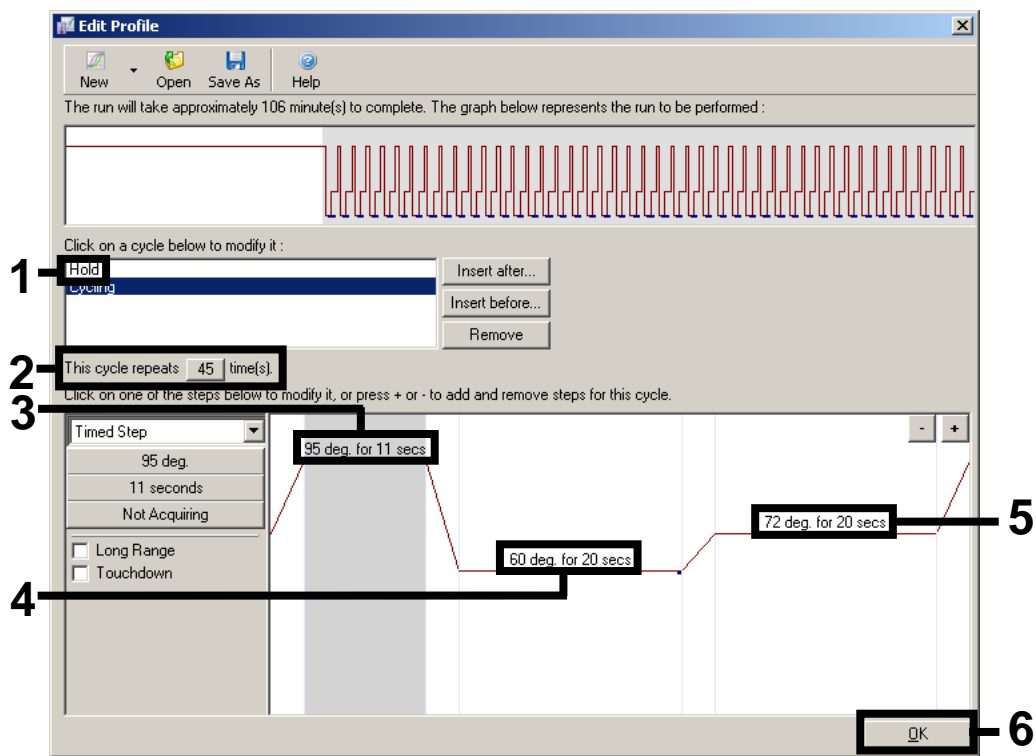 Edit Profile
New Open Save As Help
The run will take approximately 106 minute(s) to complete. The graph below represents the run to be performed :
Click on a cycle below to modify it :
1
Hold
Cycling
Insert after...
Insert before...
Remove
2
This cycle repeats 45 time(s).
Click on one of the steps below to modify it, or press + or - to add and remove steps for this cycle.
3
Timed Step
95 deg.
11 seconds
Not Acquiring
Long Range
Touchdown
- +
95 deg. for 11 secs
72 deg. for 20 secs
5
60 deg. for 20 secs
4
OK
6